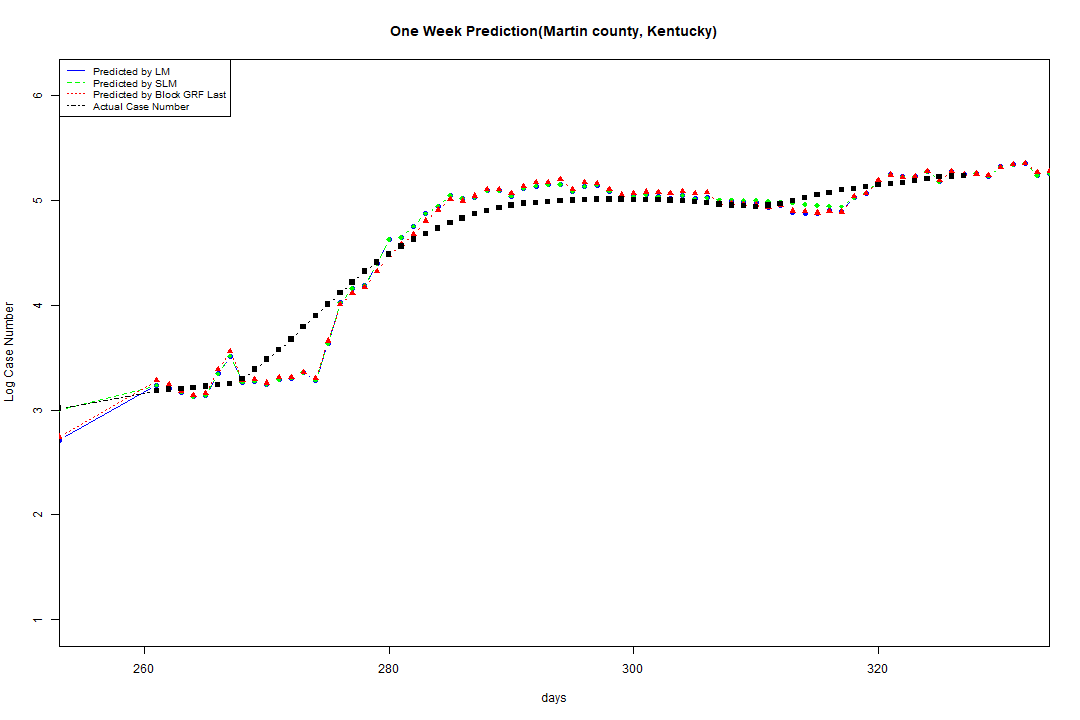 One Week Prediction(Martin county, Kentucky)
Predicted by LM
Predicted by SLM
Predicted by Block GRF Last
Actual Case Number
6
5
4
3
2
1
Log Case Number
260
280
300
320
days